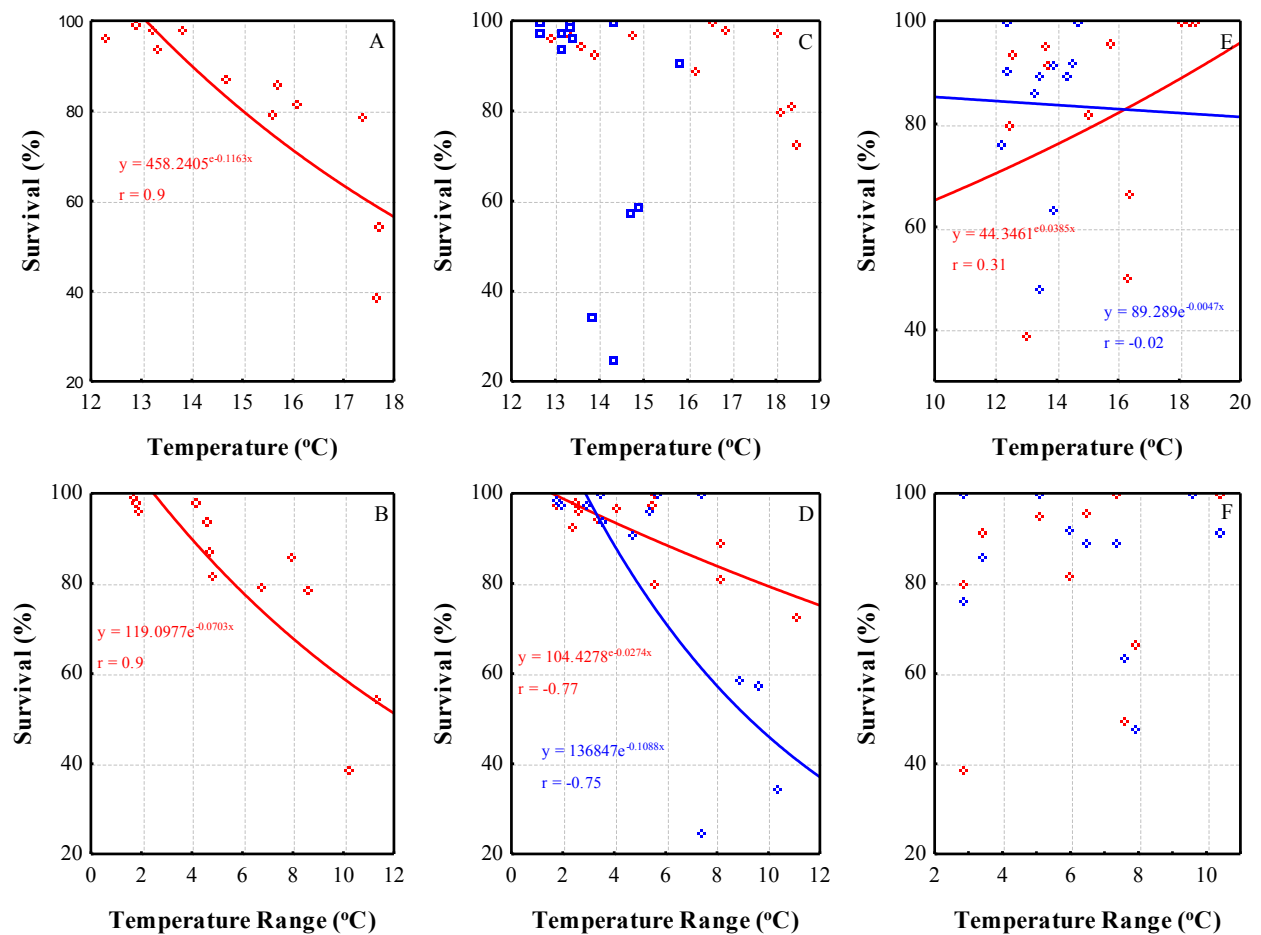 100
80
60
40
20
Survival (%)
A
y = 458.2405e-0.1163x
r = 0.9
12 13 14 15 16 17 18
Temperature (oC)
100
80
60
40
20
Survival (%)
C
12 13 14 15 16 17 18 19
Temperature (oC)
100
80
60
40
Survival (%)
E
y = 44.3461e0.0385x
r = 0.31
y = 89.289e-0.0047x
r = -0.02
10 12 14 16 18 20
Temperature (oC)
100
80
60
40
20
Survival (%)
B
y = 119.0977e-0.0703x
r = 0.9
0 2 4 6 8 10 12
Temperature Range (oC)
100
80
60
40
20
Survival (%)
D
y = 104.4278e-0.0274x
r = -0.77
y = 136847e-0.1088x
r = -0.75
0 2 4 6 8 10 12
Temperature Range (oC)
100
80
60
40
20
Survival (%)
F
2 4 6 8 10
Temperature Range (oC)